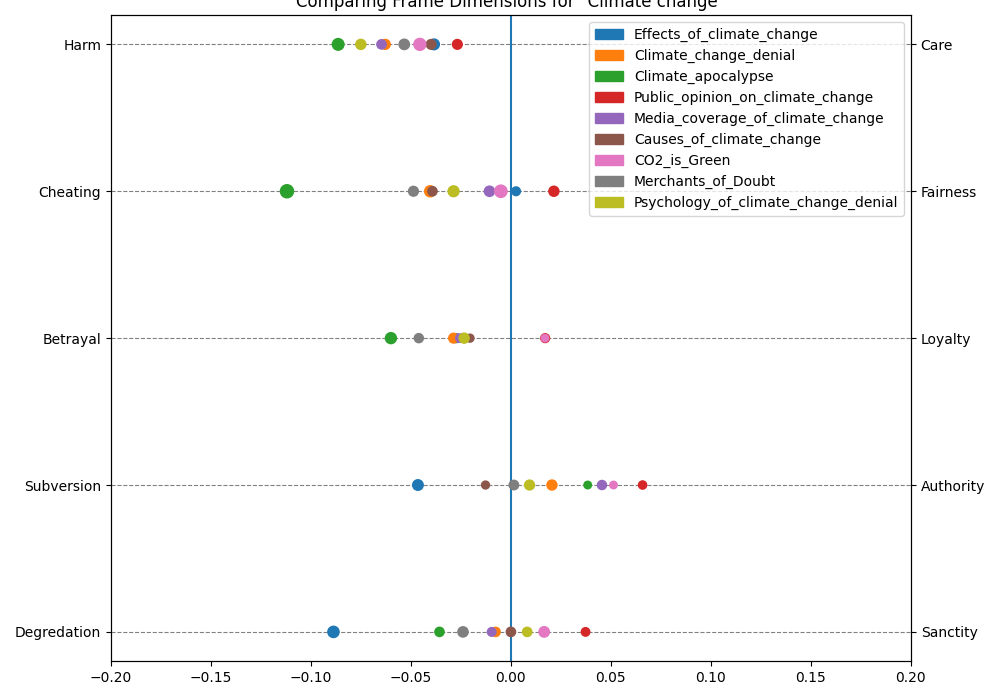 Comparing Frame Dimensions for "Climate change"
Harm
Care
Cheating
Fairness
Betrayal
Loyalty
Subversion
Authority
Degredation
Sanctity
Effects_of_climate_change
Climate_change_denial
Climate_apocalypse
Public_opinion_on_climate_change
Media_coverage_of_climate_change
Causes_of_climate_change
CO2_is_Green
Merchants_of_Doubt
Psychology_of_climate_change_denial
−0.20 −0.15 −0.10 −0.05 0.00 0.05 0.10 0.15 0.20